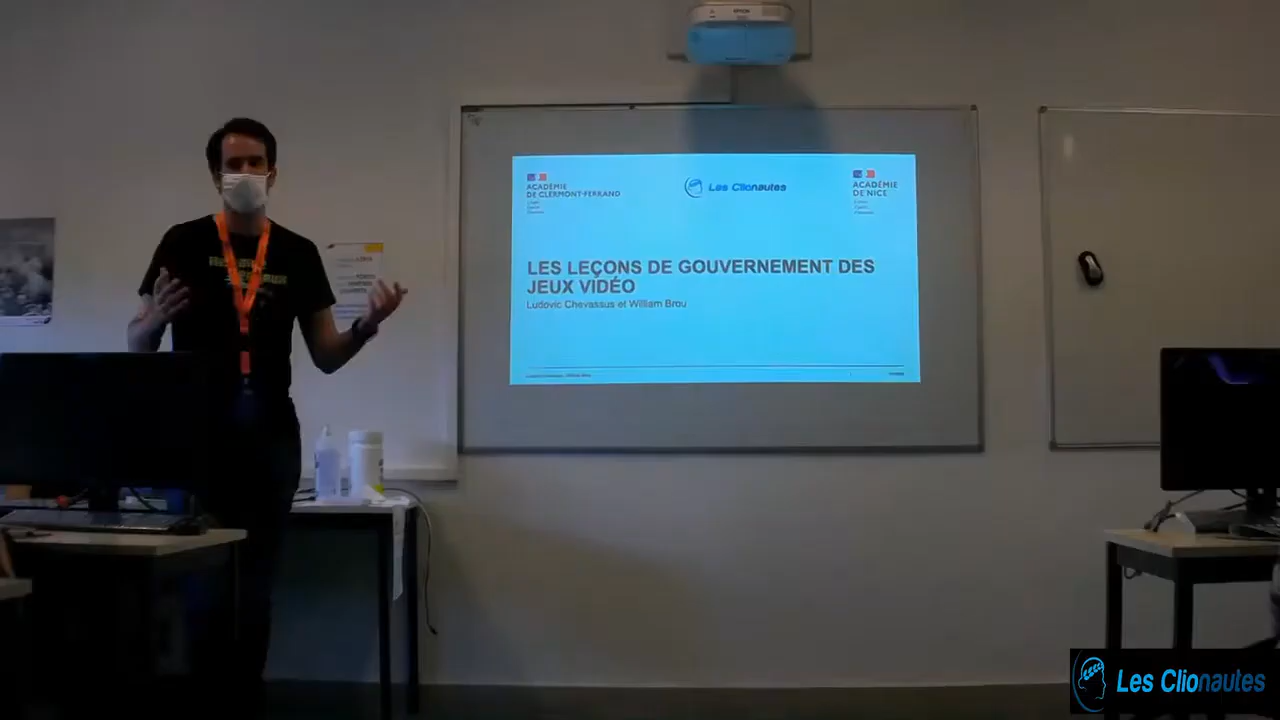 EPSON
ACADÉMIE
DE CLERMONT-FERRAND
Les Clionautes
ACADÉMIE
DE NICE
LES LEÇONS DE GOUVERNEMENT DES
JEUX VIDÉO
Ludovic Chevassus et William Brou
Les Clionautes